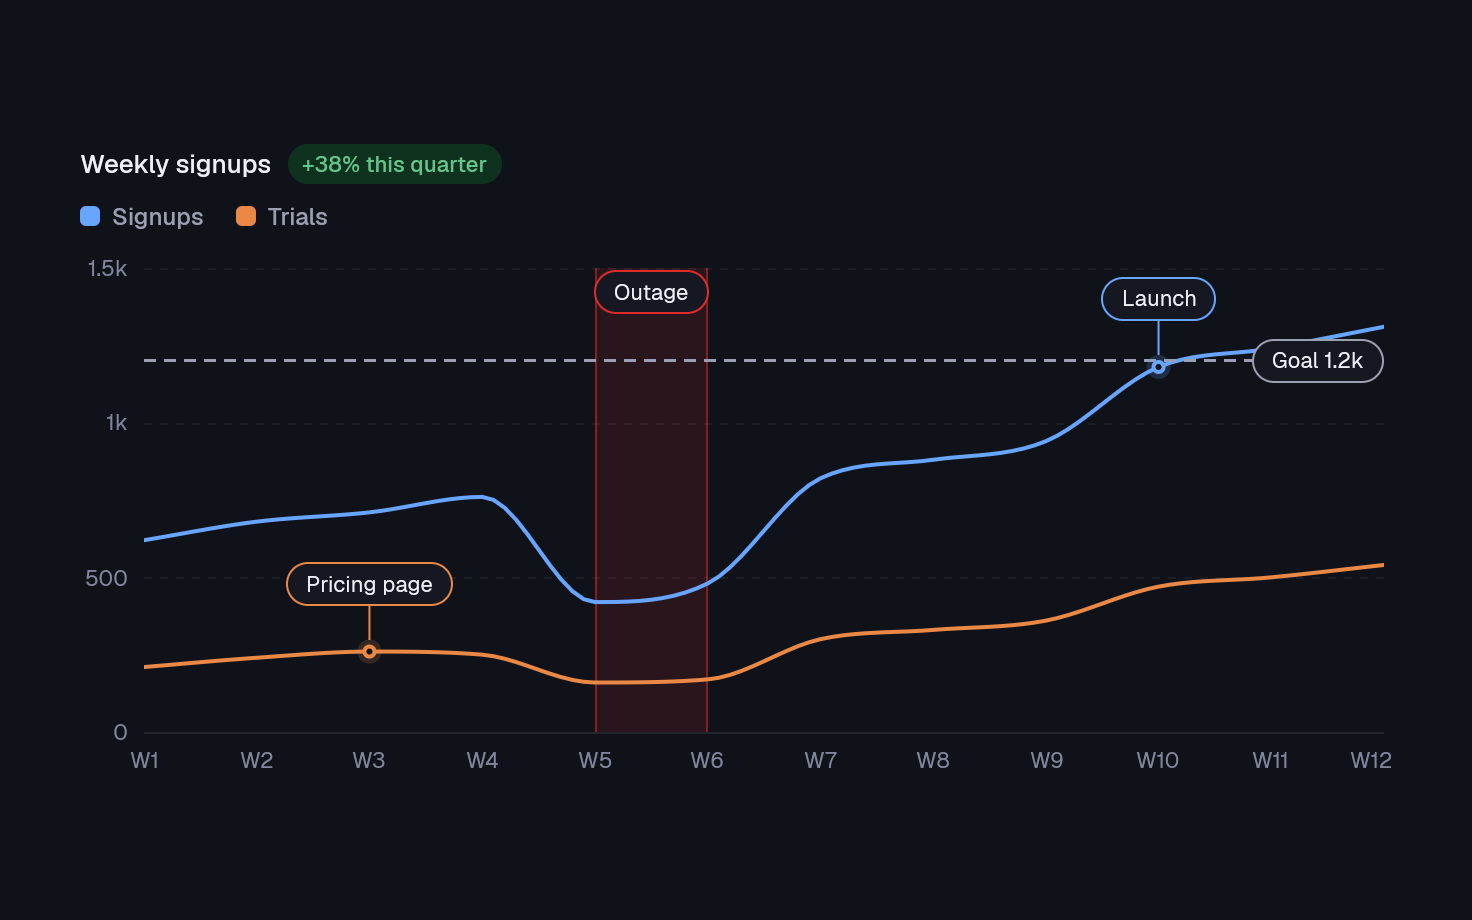 Weekly signups +38% this quarter
Signups Trials
1.5k
Outage
Launch
Goal 1.2k
1k
Pricing page
500
0
W1 W2 W3 W4 W5 W6 W7 W8 W9 W10 W11 W12